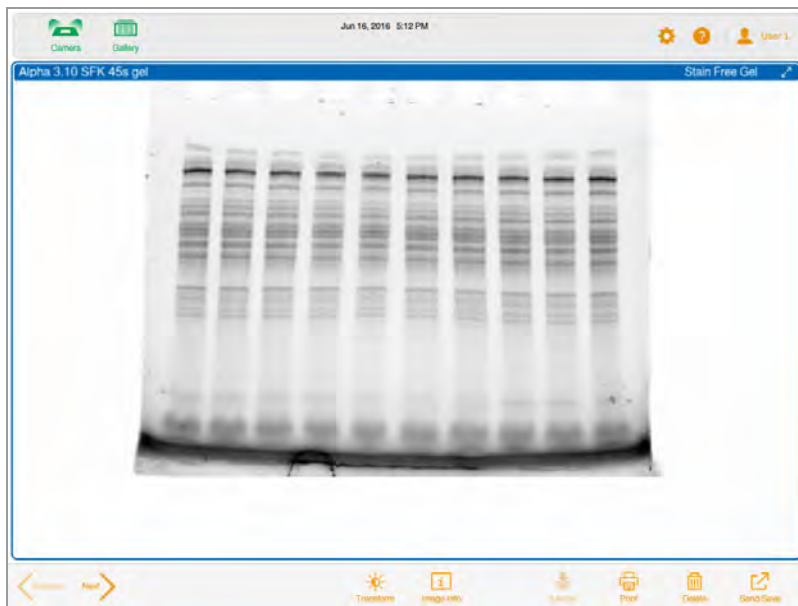 Jun 16, 2016 5:12 PM
Camera
Gallery
User 1
Alpha 3.10 SFK 45s gel
Stain Free Gel
Next
Transform
Image Info
Print
Delete
Send/Save